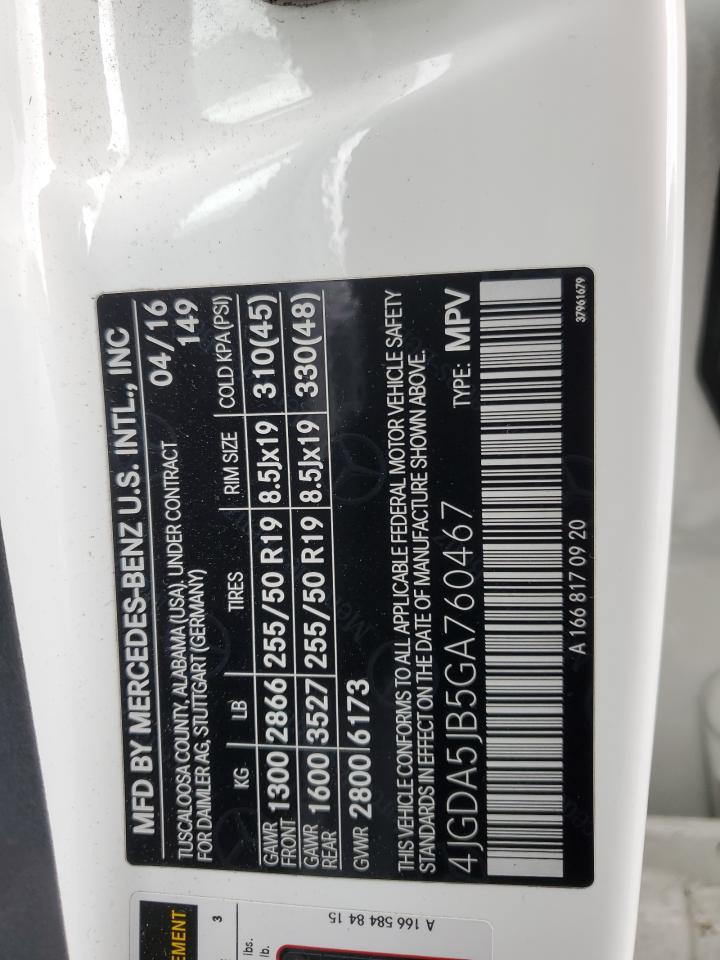 MFD BY MERCEDES-BENZ U.S. INTL., INC
TUSCALOOSA COUNTY, ALABAMA (USA), UNDER CONTRACT 04/16
FOR DAIMLER AG, STUTTGART (GERMANY) 149
KG LB TIRES RIM SIZE COLD KPA(PSI)
GAWR FRONT 1300 2866 255/50 R19 8.5Jx19 310(45)
GAWR REAR 1600 3527 255/50 R19 8.5Jx19 330(48)
GVWR 2800 6173
THIS VEHICLE CONFORMS TO ALL APPLICABLE FEDERAL MOTOR VEHICLE SAFETY
STANDARDS IN EFFECT ON THE DATE OF MANUFACTURE SHOWN ABOVE.
4JGDA5JB5GA760467 TYPE: MPV
A 166 817 09 20 37961679
A 166 584 84 15
EMENT
3
lbs.
lb.